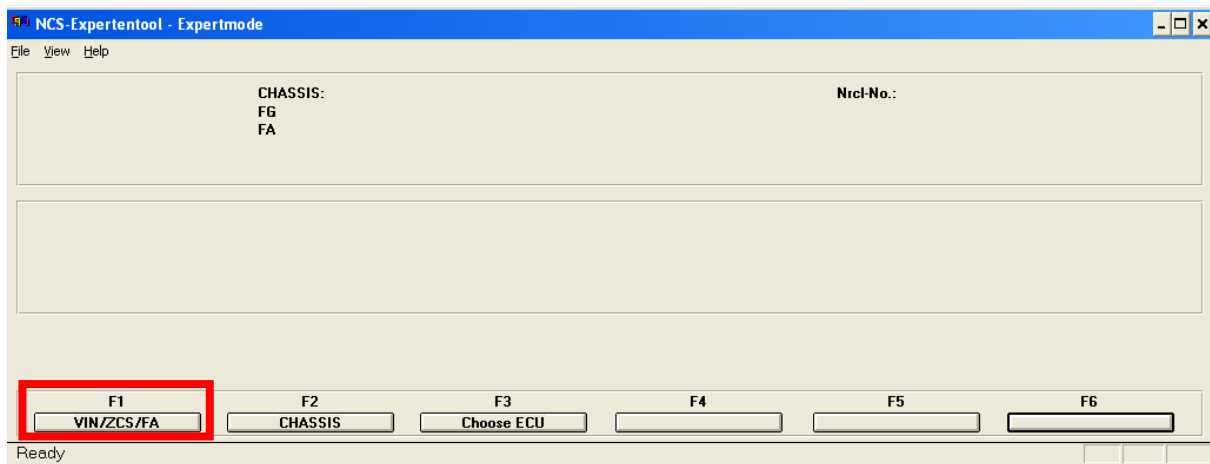 NCS-Expertentool - Expertmode
File View Help
CHASSIS: Nrcl-No.:
FG
FA
F1 F2 F3 F4 F5 F6
VIN/ZCS/FA CHASSIS Choose ECU
Ready